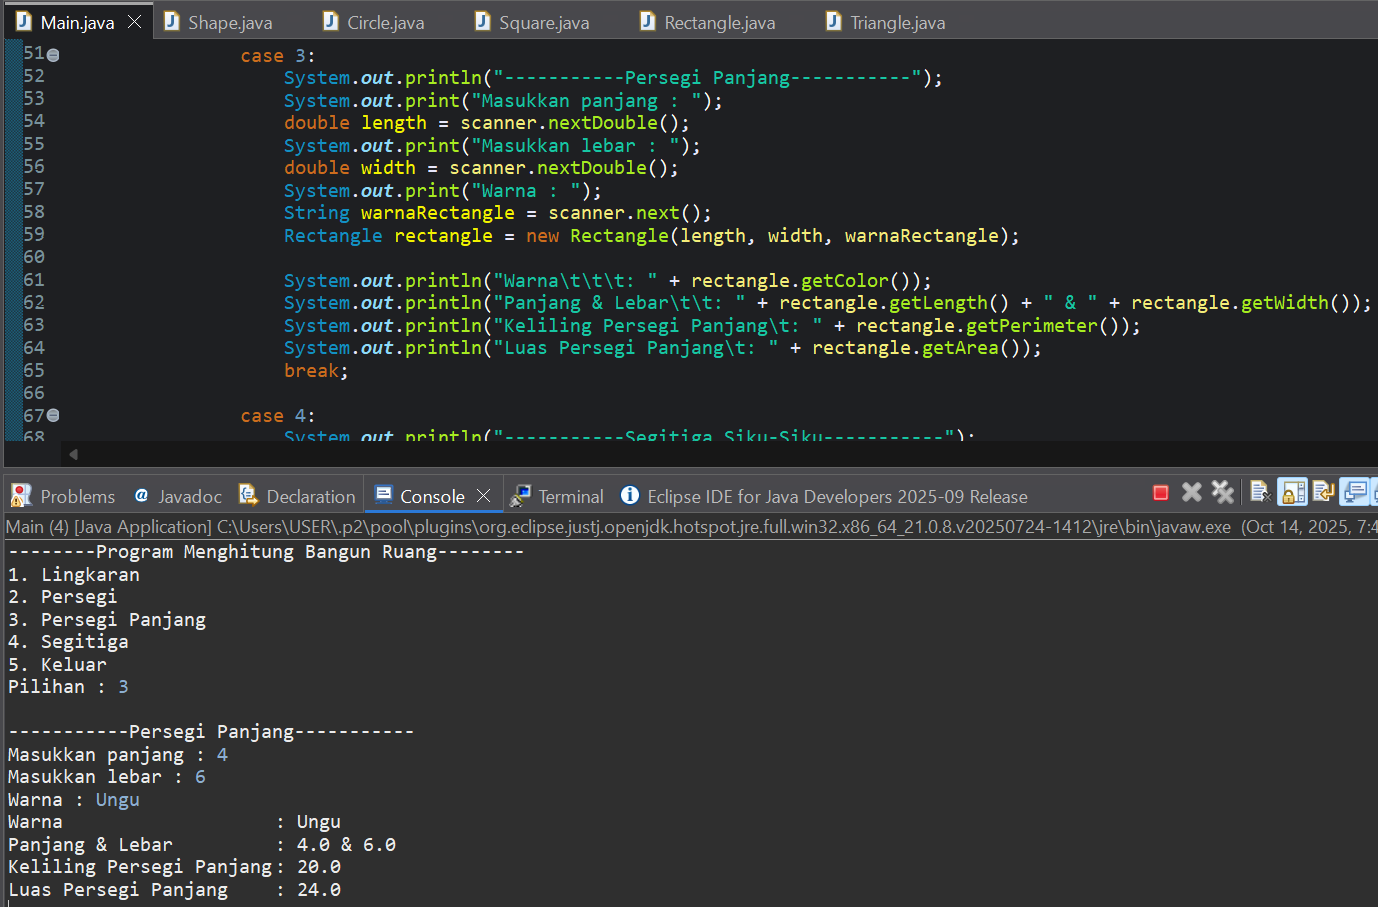 Main.java Shape.java Circle.java Square.java Rectangle.java Triangle.java
51 case 3:
52 System.out.println("-----------Persegi Panjang-----------");
53 System.out.print("Masukkan panjang : ");
54 double length = scanner.nextDouble();
55 System.out.print("Masukkan lebar : ");
56 double width = scanner.nextDouble();
57 System.out.print("Warna : ");
58 String warnaRectangle = scanner.next();
59 Rectangle rectangle = new Rectangle(length, width, warnaRectangle);
60
61 System.out.println("Warna\t\t\t: " + rectangle.getColor());
62 System.out.println("Panjang & Lebar\t\t: " + rectangle.getLength() + " & " + rectangle.getWidth());
63 System.out.println("Keliling Persegi Panjang\t: " + rectangle.getPerimeter());
64 System.out.println("Luas Persegi Panjang\t: " + rectangle.getArea());
65 break;
66
67 case 4:
68 System.out.println("-----------Segitiga Siku-Siku-----------");
Problems @ Javadoc Declaration Console Terminal Eclipse IDE for Java Developers 2025-09 Release
Main (4) [Java Application] C:\Users\USER\.p2\pool\plugins\org.eclipse.justj.openjdk.hotspot.jre.full.win32.x86_64_21.0.8.v20250724-1412\jre\bin\javaw.exe (Oct 14, 2025, 7:4
--------Program Menghitung Bangun Ruang--------
1. Lingkaran
2. Persegi
3. Persegi Panjang
4. Segitiga
5. Keluar
Pilihan : 3
-----------Persegi Panjang-----------
Masukkan panjang : 4
Masukkan lebar : 6
Warna : Ungu
Warna : Ungu
Panjang & Lebar : 4.0 & 6.0
Keliling Persegi Panjang: 20.0
Luas Persegi Panjang : 24.0